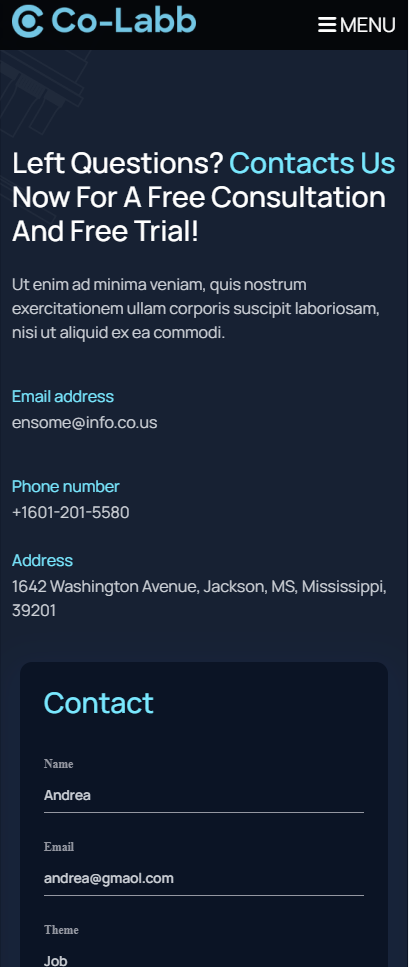 Co-Labb
MENU
Left Questions? Contacts Us
Now For A Free Consultation
And Free Trial!
Ut enim ad minima veniam, quis nostrum
exercitationem ullam corporis suscipit laboriosam,
nisi ut aliquid ex ea commodi.
Email address
ensome@info.co.us
Phone number
+1601-201-5580
Address
1642 Washington Avenue, Jackson, MS, Mississippi,
39201
Contact
Name
Andrea
Email
andrea@gmaol.com
Theme
Job